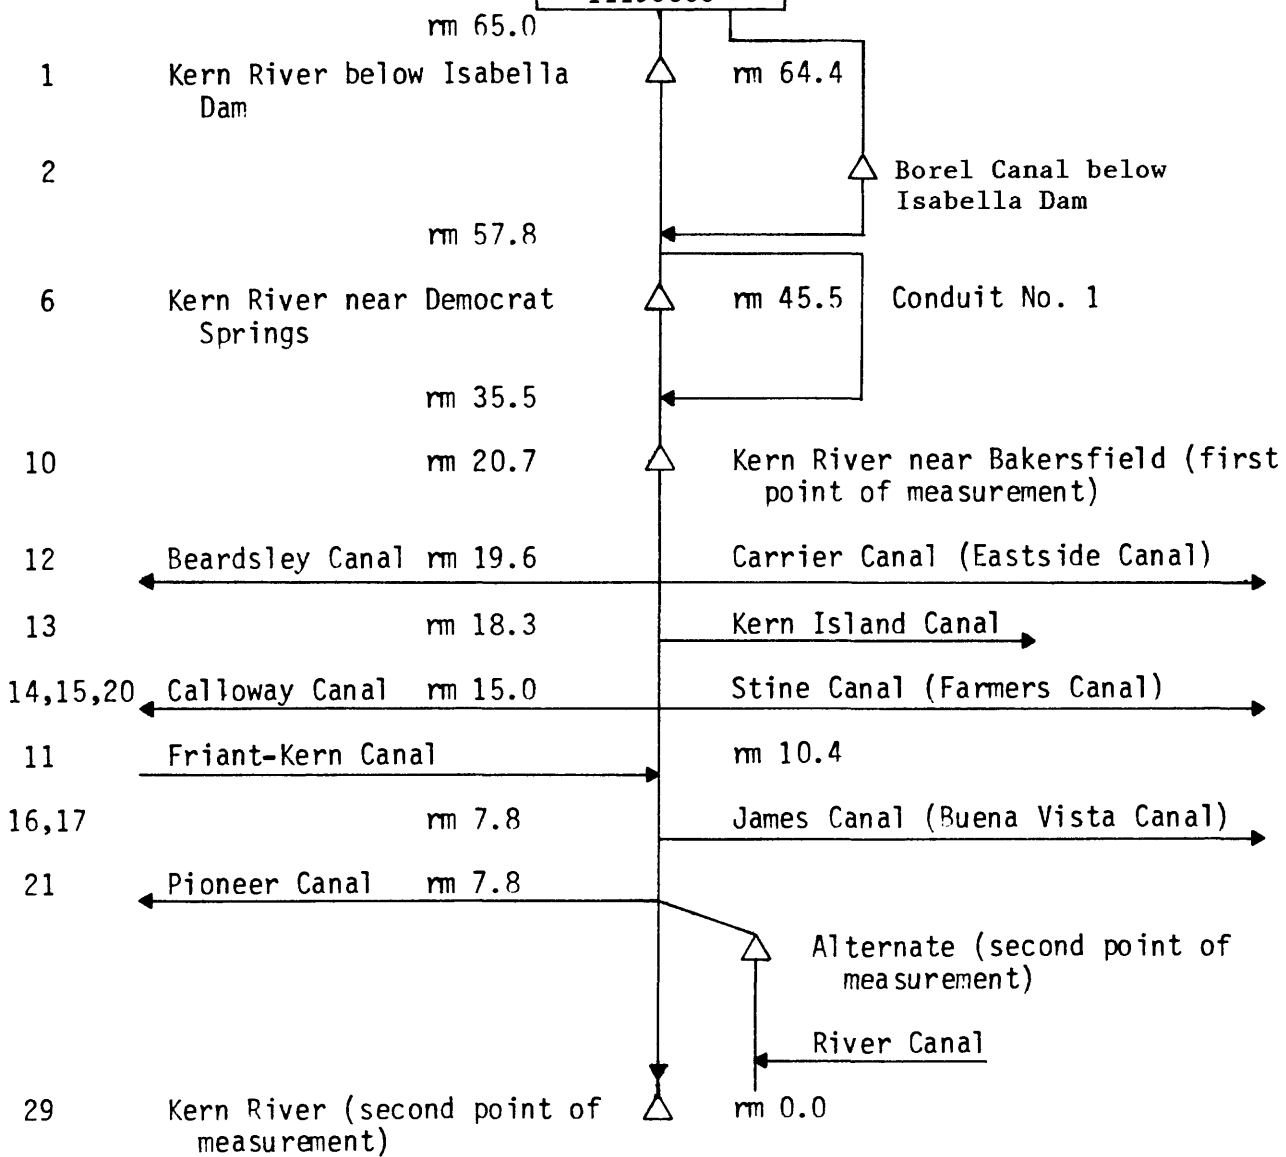 rm 65.0
1 Kern River below Isabella rm 64.4
Dam
2 Borel Canal below
Isabella Dam
rm 57.8
6 Kern River near Democrat rm 45.5 Conduit No. 1
Springs
rm 35.5
10 rm 20.7 Kern River near Bakersfield (first
point of measurement)
12 Beardsley Canal rm 19.6 Carrier Canal (Eastside Canal)
13 rm 18.3 Kern Island Canal
14,15,20 Calloway Canal rm 15.0 Stine Canal (Farmers Canal)
11 Friant-Kern Canal rm 10.4
16,17 rm 7.8 James Canal (Buena Vista Canal)
21 Pioneer Canal rm 7.8
Alternate (second point of
measurement)
River Canal
29 Kern River (second point of rm 0.0
measurement)